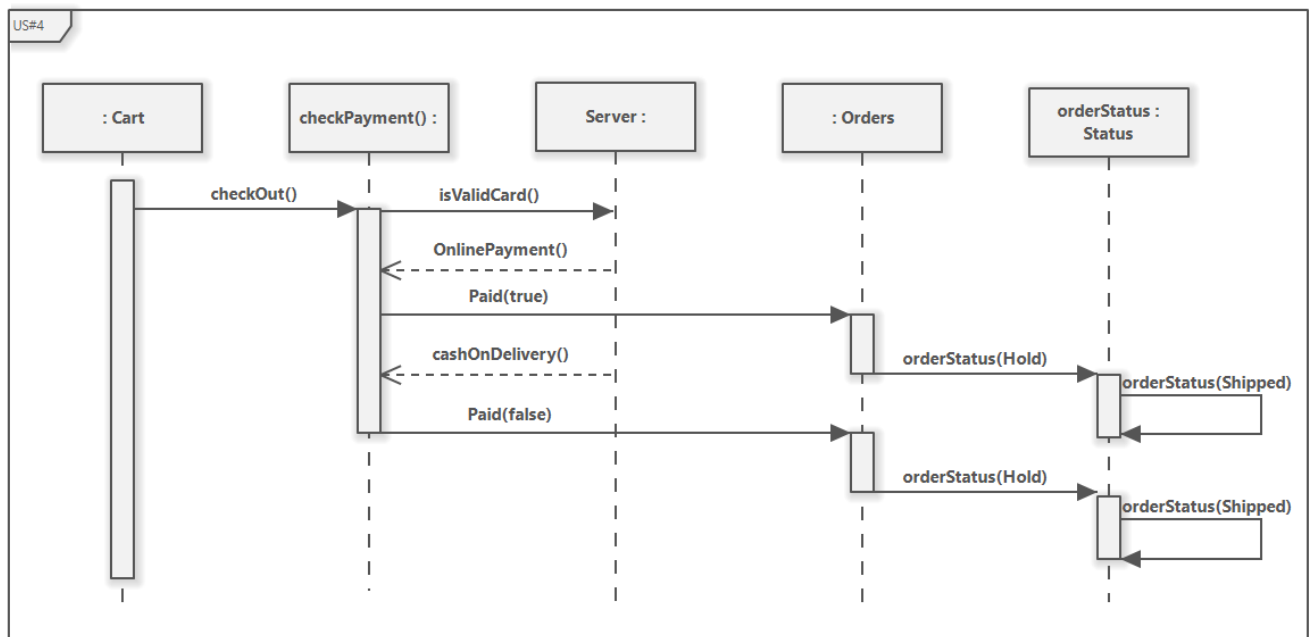 US#4
: Cart
checkPayment() :
Server :
: Orders
orderStatus :
Status
checkOut()
isValidCard()
OnlinePayment()
Paid(true)
cashOnDelivery()
orderStatus(Hold)
orderStatus(Shipped)
Paid(false)
orderStatus(Hold)
orderStatus(Shipped)